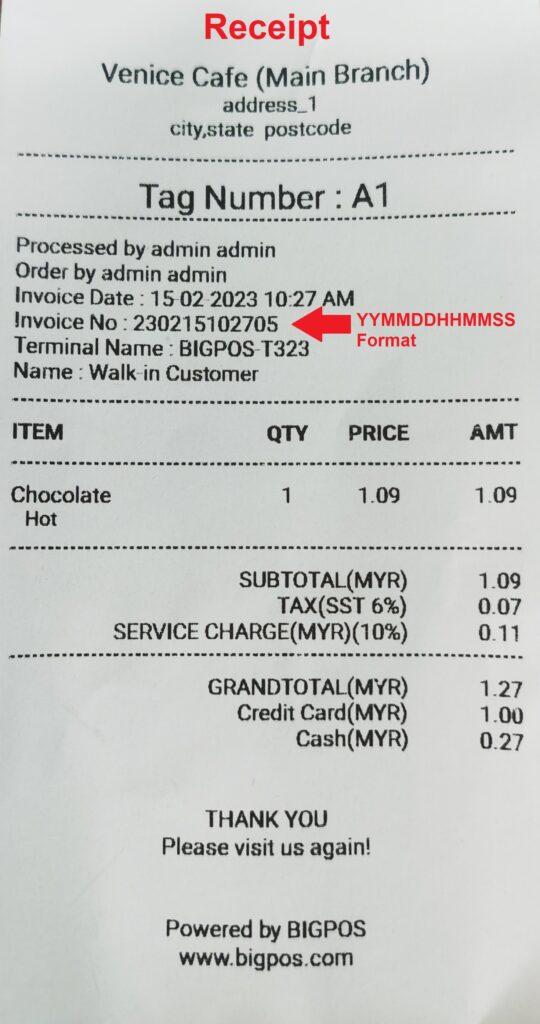 Receipt
Venice Cafe (Main Branch)
address_1
city,state postcode
Tag Number : A1
Processed by admin admin
Order by admin admin
Invoice Date : 15-02-2023 10:27 AM
Invoice No : 230215102705 YYMMDDHHMMSS Format
Terminal Name : BIGPOS-T323
Name : Walk-in Customer
ITEM QTY PRICE AMT
Chocolate 1 1.09 1.09
Hot
SUBTOTAL(MYR) 1.09
TAX(SST 6%) 0.07
SERVICE CHARGE(MYR)(10%) 0.11
GRANDTOTAL(MYR) 1.27
Credit Card(MYR) 1.00
Cash(MYR) 0.27
THANK YOU
Please visit us again!
Powered by BIGPOS
www.bigpos.com